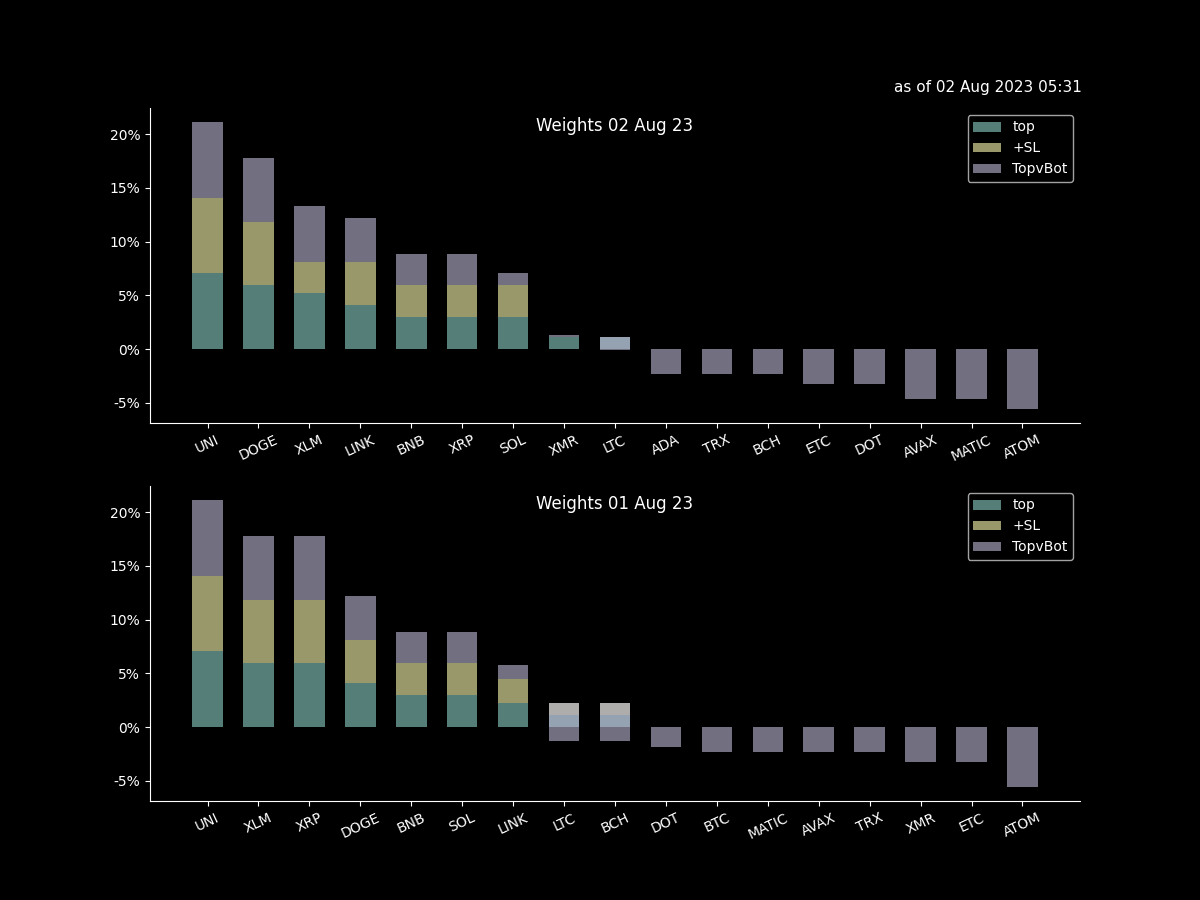 as of 02 Aug 2023 05:31
Weights 02 Aug 23
top
+SL
TopvBot
20%
15%
10%
5%
0%
-5%
UNI DOGE XLM LINK BNB XRP SOL XMR LTC ADA TRX BCH ETC DOT AVAX MATIC ATOM
Weights 01 Aug 23
top
+SL
TopvBot
20%
15%
10%
5%
0%
-5%
UNI XLM XRP DOGE BNB SOL LINK LTC BCH DOT BTC MATIC AVAX TRX XMR ETC ATOM